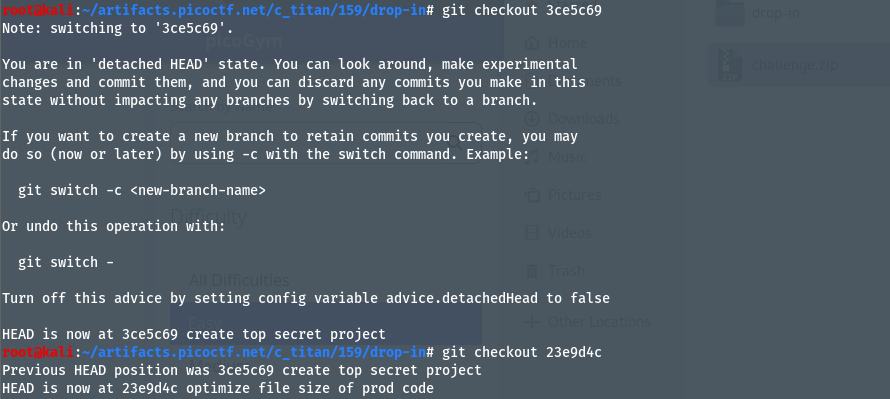 root@kali:~/artifacts.picoctf.net/c_titan/159/drop-in# git checkout 3ce5c69
Note: switching to '3ce5c69'.
You are in 'detached HEAD' state. You can look around, make experimental
changes and commit them, and you can discard any commits you make in this
state without impacting any branches by switching back to a branch.
If you want to create a new branch to retain commits you create, you may
do so (now or later) by using -c with the switch command. Example:
git switch -c <new-branch-name>
Or undo this operation with:
git switch -
Turn off this advice by setting config variable advice.detachedHead to false
HEAD is now at 3ce5c69 create top secret project
root@kali:~/artifacts.picoctf.net/c_titan/159/drop-in# git checkout 23e9d4c
Previous HEAD position was 3ce5c69 create top secret project
HEAD is now at 23e9d4c optimize file size of prod code
picoGym
Difficulty
All Difficulties
Easy
Home
Downloads
Music
Pictures
Videos
Trash
Other Locations
drop-in
challenge.zip